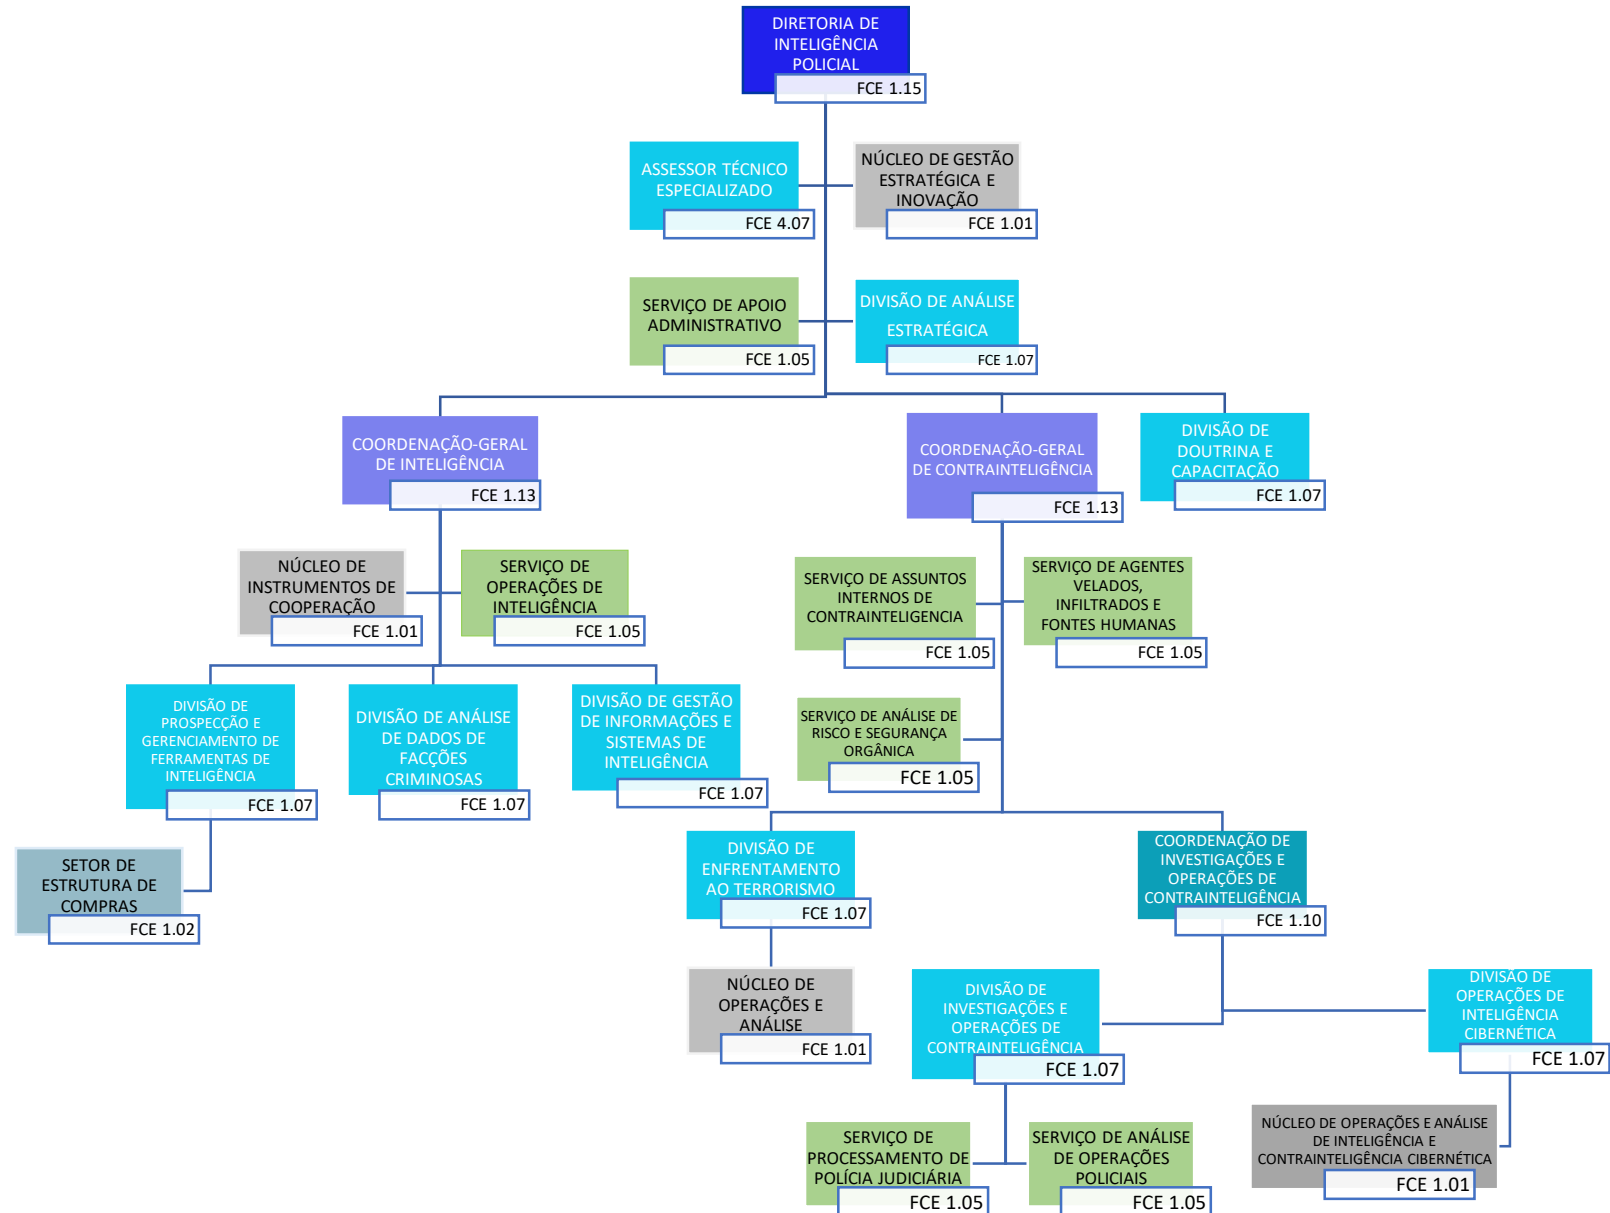 DIRETORIA DE
INTELIGÊNCIA
POLICIAL
FCE 1.15
ASSESSOR TÉCNICO
ESPECIALIZADO
FCE 4.07
NÚCLEO DE GESTÃO
ESTRATÉGICA E
INOVAÇÃO
FCE 1.01
SERVIÇO DE APOIO
ADMINISTRATIVO
FCE 1.05
DIVISÃO DE ANÁLISE
ESTRATÉGICA
FCE 1.07
COORDENAÇÃO-GERAL
DE INTELIGÊNCIA
FCE 1.13
COORDENAÇÃO-GERAL
DE CONTRAINTELIGÊNCIA
FCE 1.13
DIVISÃO DE
DOUTRINA E
CAPACITAÇÃO
FCE 1.07
NÚCLEO DE
INSTRUMENTOS DE
COOPERAÇÃO
FCE 1.01
SERVIÇO DE
OPERAÇÕES DE
INTELIGÊNCIA
FCE 1.05
SERVIÇO DE ASSUNTOS
INTERNOS DE
CONTRAINTELIGENCIA
FCE 1.05
SERVIÇO DE AGENTES
VELADOS,
INFILTRADOS E
FONTES HUMANAS
FCE 1.05
DIVISÃO DE
PROSPECÇÃO E
GERENCIAMENTO DE
FERRAMENTAS DE
INTELIGÊNCIA
FCE 1.07
DIVISÃO DE ANÁLISE
DE DADOS DE
FACÇÕES
CRIMINOSAS
FCE 1.07
DIVISÃO DE GESTÃO
DE INFORMAÇÕES E
SISTEMAS DE
INTELIGÊNCIA
FCE 1.07
SERVIÇO DE ANÁLISE DE
RISCO E SEGURANÇA
ORGÂNICA
FCE 1.05
SETOR DE
ESTRUTURA DE
COMPRAS
FCE 1.02
DIVISÃO DE
ENFRENTAMENTO
AO TERRORISMO
FCE 1.07
COORDENAÇÃO DE
INVESTIGAÇÕES E
OPERAÇÕES DE
CONTRAINTELIGÊNCIA
FCE 1.10
NÚCLEO DE
OPERAÇÕES E
ANÁLISE
FCE 1.01
DIVISÃO DE
INVESTIGAÇÕES E
OPERAÇÕES DE
CONTRAINTELIGÊNCIA
FCE 1.07
DIVISÃO DE
OPERAÇÕES DE
INTELIGÊNCIA
CIBERNÉTICA
FCE 1.07
SERVIÇO DE
PROCESSAMENTO DE
POLÍCIA JUDICIÁRIA
FCE 1.05
SERVIÇO DE ANÁLISE
DE OPERAÇÕES
POLICIAIS
FCE 1.05
NÚCLEO DE OPERAÇÕES E ANÁLISE
DE INTELIGÊNCIA E
CONTRAINTELIGÊNCIA CIBERNÉTICA
FCE 1.01